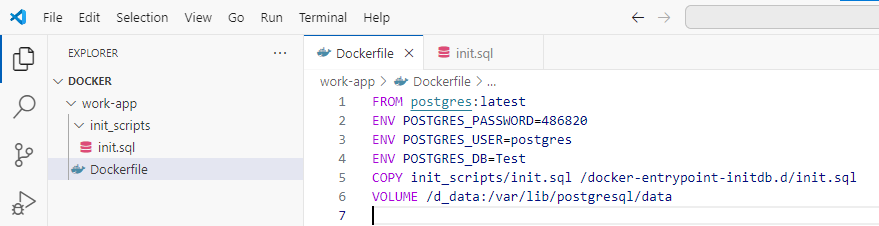 File Edit Selection View Go Run Terminal Help
EXPLORER
DOCKER
work-app
init_scripts
init.sql
Dockerfile
Dockerfile
init.sql
work-app > Dockerfile > ...
1 FROM postgres:latest
2 ENV POSTGRES_PASSWORD=486820
3 ENV POSTGRES_USER=postgres
4 ENV POSTGRES_DB=Test
5 COPY init_scripts/init.sql /docker-entrypoint-initdb.d/init.sql
6 VOLUME /d_data:/var/lib/postgresql/data
7